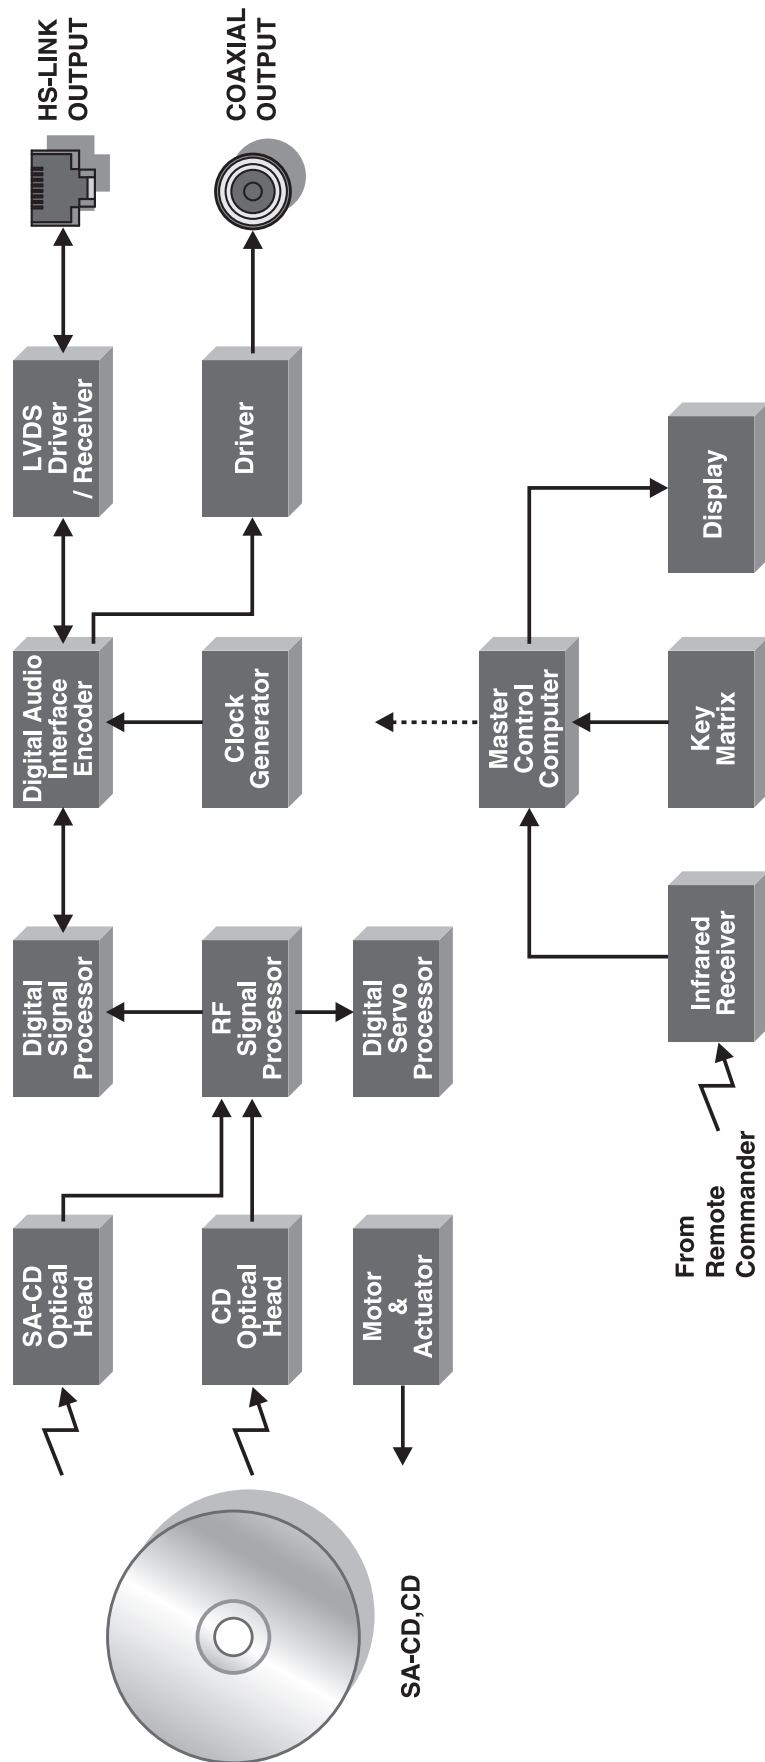 SA-CD,CD
SA-CD
Optical
Head
CD
Optical
Head
Motor
&
Actuator
Digital
Signal
Processor
RF
Signal
Processor
Digital
Servo
Processor
Digital Audio
Interface
Encoder
Clock
Generator
LVDS
Driver
/ Receiver
Driver
HS-LINK
OUTPUT
COAXIAL
OUTPUT
From
Remote
Commander
Infrared
Receiver
Master
Control
Computer
Key
Matrix
Display